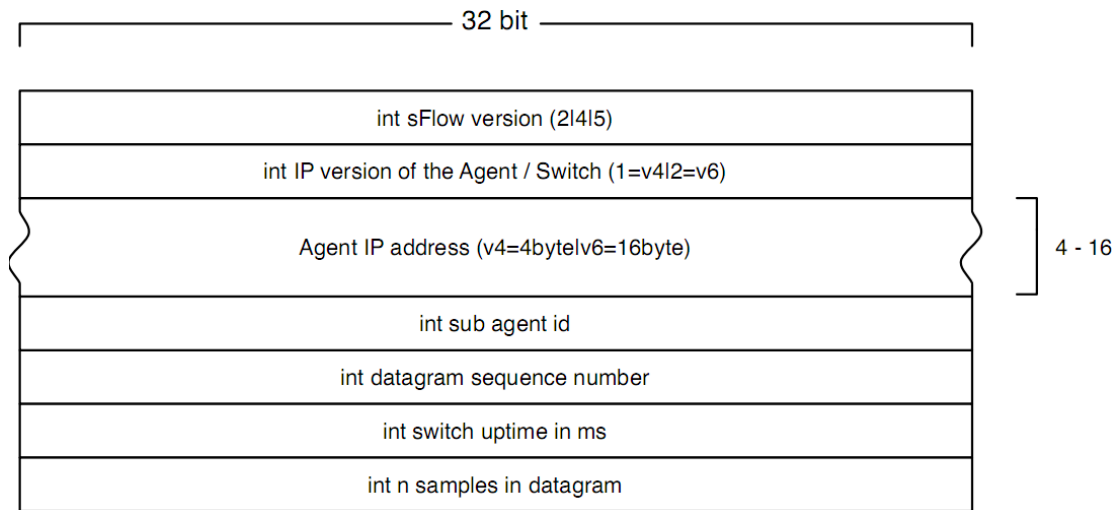 32 bit
int sFlow version (2|4|5)
int IP version of the Agent / Switch (1=v4|2=v6)
Agent IP address (v4=4byte|v6=16byte)
4 - 16
int sub agent id
int datagram sequence number
int switch uptime in ms
int n samples in datagram